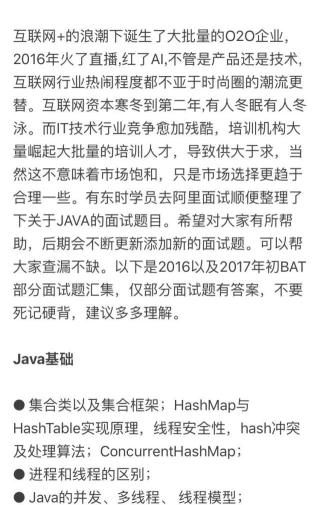 互联网+的浪潮下诞生了大批量的O2O企业，
2016年火了直播,红了AI,不管是产品还是技术,
互联网行业热闹程度都不亚于时尚圈的潮流更
替。互联网资本寒冬到第二年,有人冬眠有人冬
泳。而IT技术行业竞争愈加残酷，培训机构大
量崛起大批量的培训人才，导致供大于求，当
然这不意味着市场饱和，只是市场选择更趋于
合理一些。有东时学员去阿里面试顺便整理了
下关于JAVA的面试题目。希望对大家有所帮
助，后期会不断更新添加新的面试题。可以帮
大家查漏不缺。以下是2016以及2017年初BAT
部分面试题汇集，仅部分面试题有答案，不要
死记硬背，建议多多理解。
Java基础
● 集合类以及集合框架；HashMap与
HashTable实现原理，线程安全性，hash冲突
及处理算法；ConcurrentHashMap；
● 进程和线程的区别；
● Java的并发、多线程、线程模型；